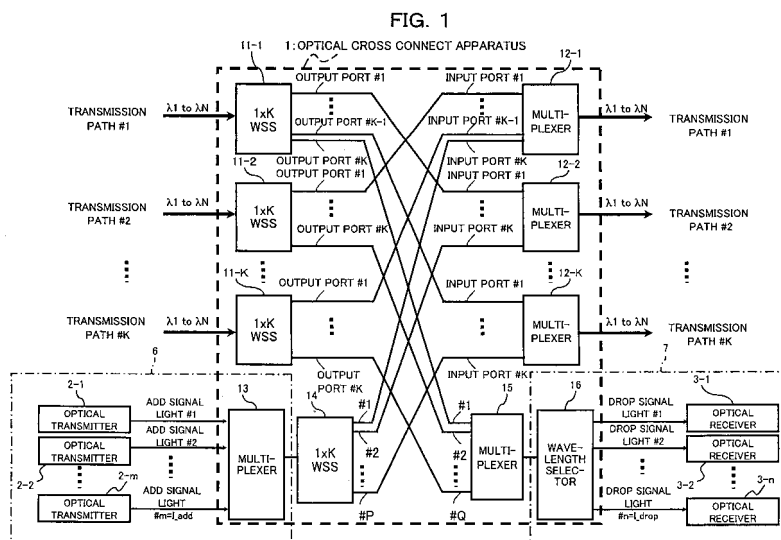 FIG. 1
1:OPTICAL CROSS CONNECT APPARATUS
11-1
OUTPUT PORT #1
INPUT PORT #1
12-1
TRANSMISSION
PATH #1
λ1 to λN
1xK
WSS
OUTPUT PORT #K-1
INPUT PORT #K-1
MULTI-
PLEXER
λ1 to λN
TRANSMISSION
PATH #1
11-2
OUTPUT PORT #K
OUTPUT PORT #1
INPUT PORT #K
INPUT PORT #1
12-2
TRANSMISSION
PATH #2
λ1 to λN
1xK
WSS
OUTPUT PORT #K
INPUT PORT #K
MULTI-
PLEXER
λ1 to λN
TRANSMISSION
PATH #2
11-K
OUTPUT PORT #1
INPUT PORT #1
12-K
TRANSMISSION
PATH #K
λ1 to λN
1xK
WSS
OUTPUT
PORT #K
INPUT PORT
#K
MULTI-
PLEXER
λ1 to λN
TRANSMISSION
PATH #K
6
7
2-1
OPTICAL
TRANSMITTER
ADD SIGNAL
LIGHT #1
2-2
OPTICAL
TRANSMITTER
ADD SIGNAL
LIGHT #2
2-m
OPTICAL
TRANSMITTER
ADD SIGNAL
LIGHT
#m=l_add
13
MULTI-
PLEXER
14
1xK
WSS
#1
#2
#P
15
#1
#2
#Q
MULTI-
PLEXER
16
WAVE-
LENGTH
SELEC-
TOR
DROP SIGNAL
LIGHT #1
3-1
OPTICAL
RECEIVER
DROP SIGNAL
LIGHT #2
3-2
OPTICAL
RECEIVER
DROP SIGNAL
LIGHT
#n=l_drop
3-n
OPTICAL
RECEIVER